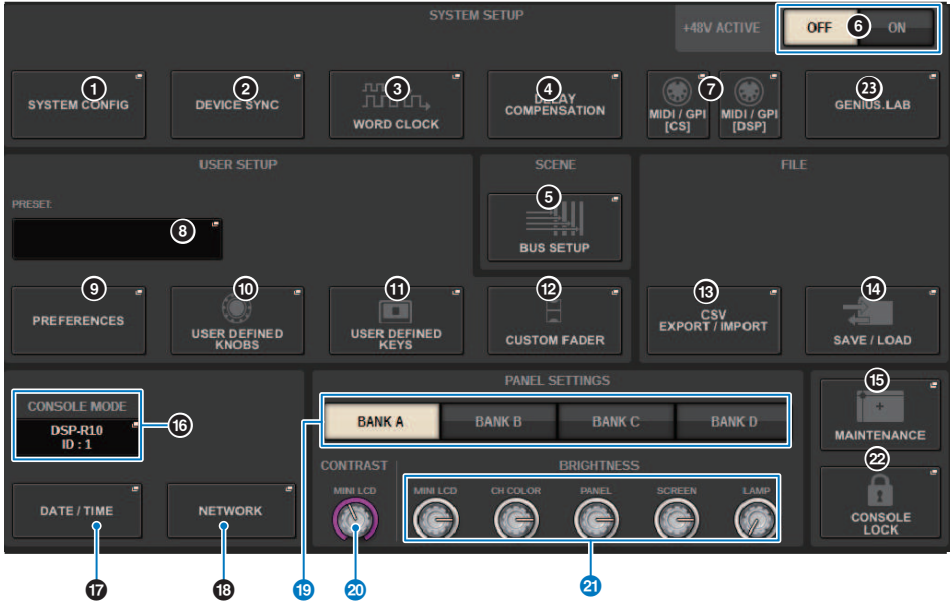 SYSTEM SETUP
+48V ACTIVE
OFF
6
ON
1
SYSTEM CONFIG
2
DEVICE SYNC
3
WORD CLOCK
4
DELAY
COMPENSATION
7
MIDI / GPI
[CS]
MIDI / GPI
[DSP]
23
GENIUS.LAB
USER SETUP
SCENE
FILE
PRESET
8
5
BUS SETUP
9
PREFERENCES
10
USER DEFINED
KNOBS
11
USER DEFINED
KEYS
12
CUSTOM FADER
13
CSV
EXPORT / IMPORT
14
SAVE / LOAD
CONSOLE MODE
DSP-R10
ID : 1
16
PANEL SETTINGS
BANK A
BANK B
BANK C
BANK D
15
MAINTENANCE
CONTRAST
BRIGHTNESS
MINI LCD
MINI LCD
CH COLOR
PANEL
SCREEN
LAMP
22
CONSOLE
LOCK
DATE / TIME
NETWORK
17
18
19
20
21